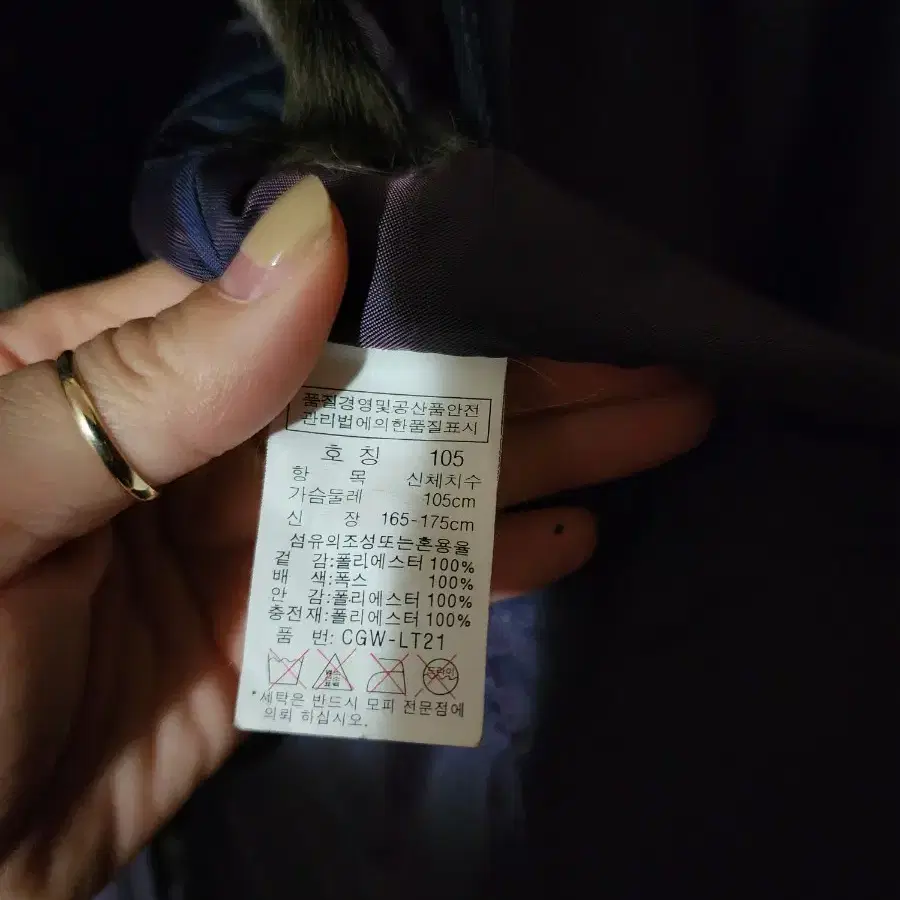 품질경영및공산품안전
관리법에의한품질표시
호 칭 105
항 목 신체치수
가슴둘레 105cm
신 장 165-175cm
섬유의조성또는혼용율
겉 감:폴리에스터 100%
배 색:폭스 100%
안 감:폴리에스터 100%
충전재:폴리에스터 100%
품 번: CGW-LT21
드라이
*세탁은 반드시 모피 전문점에
의뢰 하십시오.